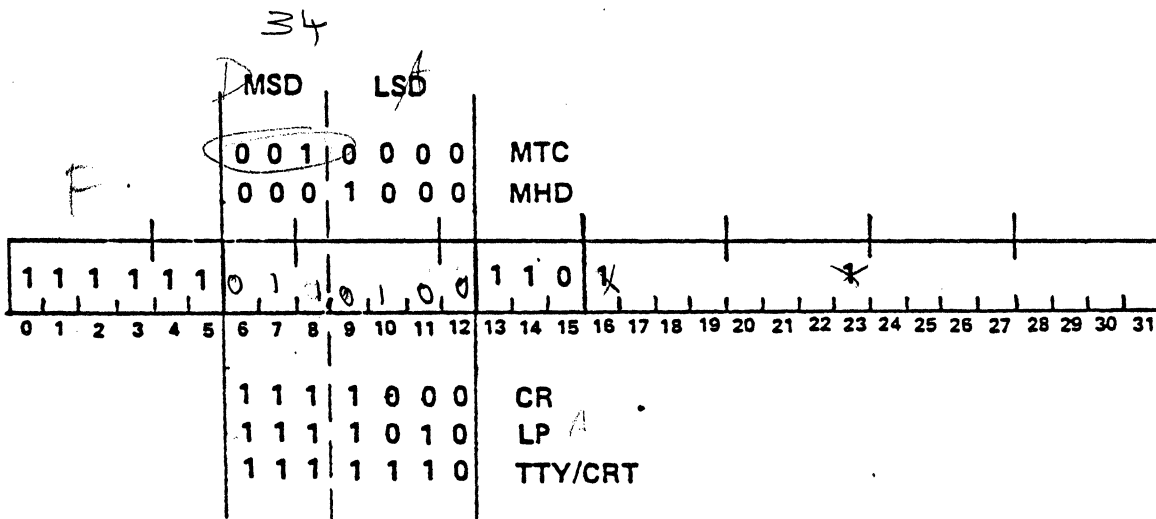 34
D MSD LSD A
0 0 1 0 0 0 0 MTC
F
0 0 0 1 0 0 0 MHD
1 1 1 1 1 1 0 1 1 0 1 0 0 1 1 0 1 1
0 1 2 3 4 5 6 7 8 9 10 11 12 13 14 15 16 17 18 19 20 21 22 23 24 25 26 27 28 29 30 31
1 1 1 1 0 0 0 CR
1 1 1 1 0 1 0 LP A
1 1 1 1 1 1 0 TTY/CRT